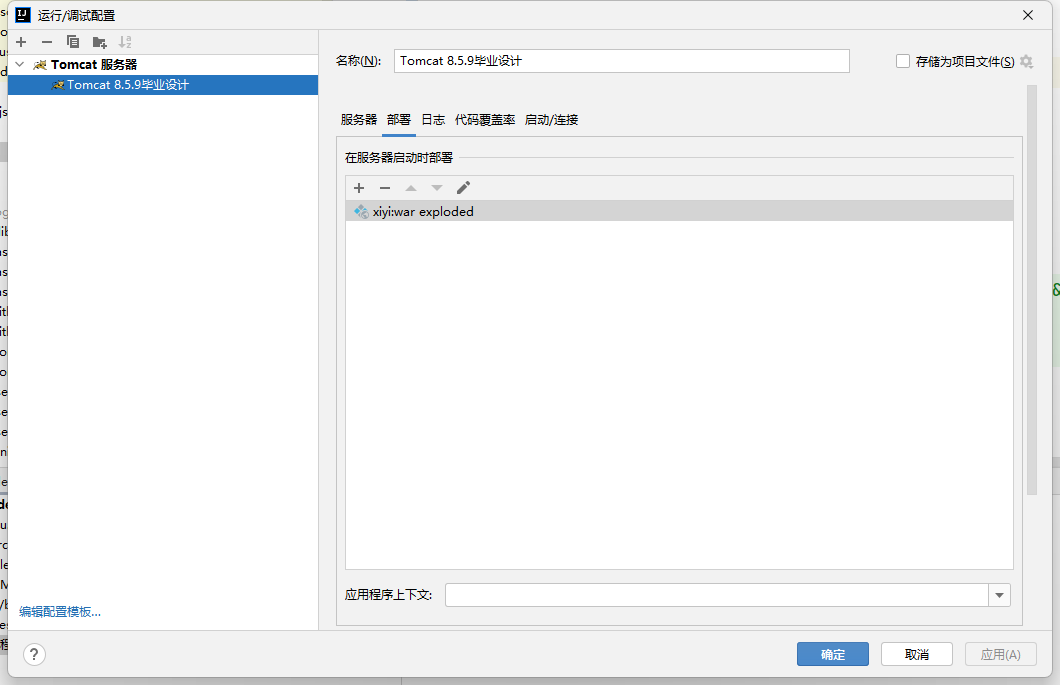 运行/调试配置
Tomcat 服务器
Tomcat 8.5.9毕业设计
编辑配置模板...
名称(N): Tomcat 8.5.9毕业设计 存储为项目文件(S)
服务器 部署 日志 代码覆盖率 启动/连接
在服务器启动时部署
xiyi:war exploded
应用程序上下文:
? 确定 取消 应用(A)